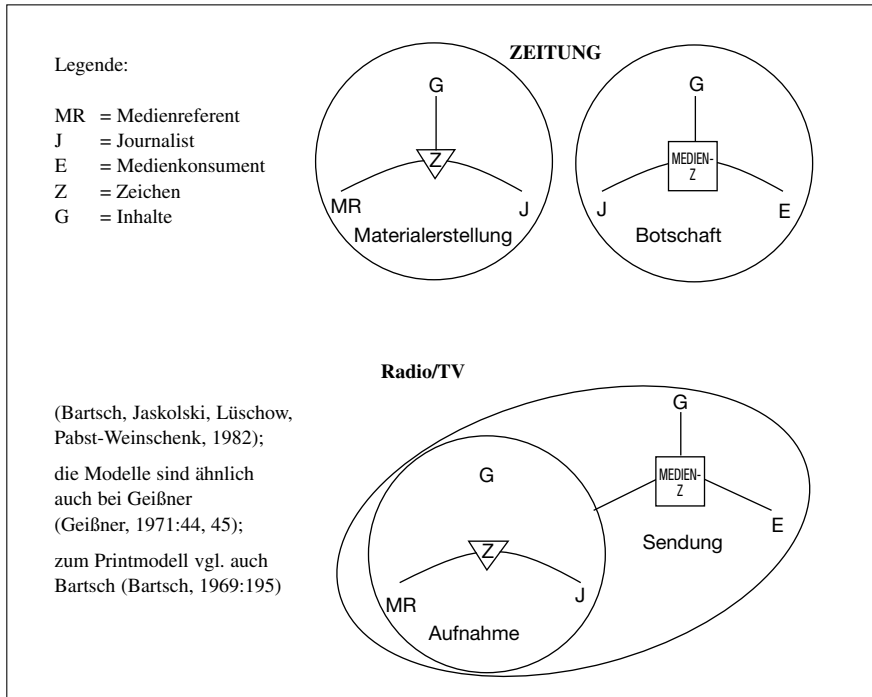 Legende:
MR = Medienreferent
J = Journalist
E = Medienkonsument
Z = Zeichen
G = Inhalte
ZEITUNG
G
Z
MR
J
Materialerstellung
G
MEDIEN-
Z
J
E
Botschaft
Radio/TV
(Bartsch, Jaskolski, Lüschow,
Pabst-Weinschenk, 1982);
die Modelle sind ähnlich
auch bei Geißner
(Geißner, 1971:44, 45);
zum Printmodell vgl. auch
Bartsch (Bartsch, 1969:195)
G
Z
MR
J
Aufnahme
G
MEDIEN-
Z
E
Sendung